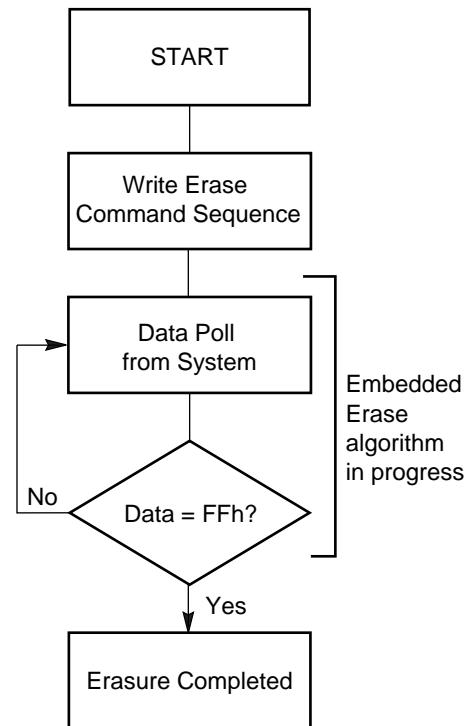 START
Write Erase
Command Sequence
Data Poll
from System
Embedded
Erase
algorithm
in progress
No
Data = FFh?
Yes
Erasure Completed